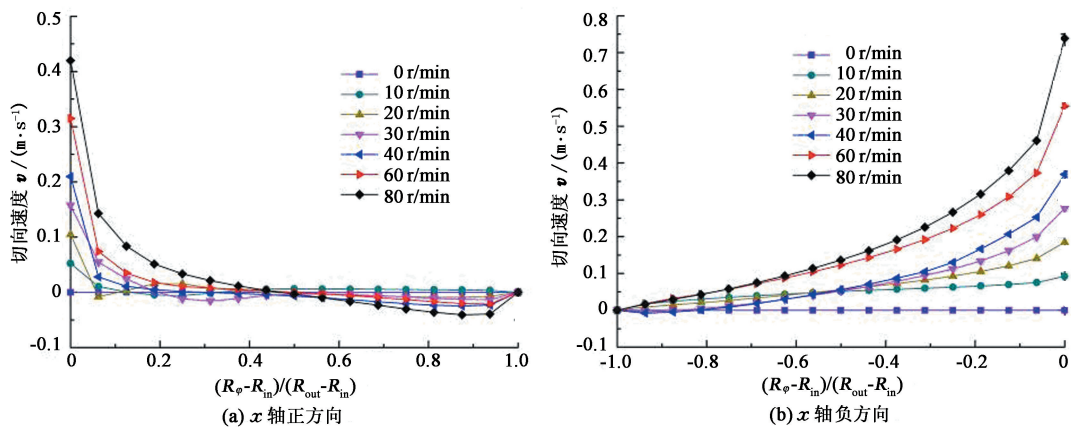 0.5
0.4
0.3
0.2
0.1
0
-0.1
切向速度 v / (m·s⁻¹)
0 r/min
10 r/min
20 r/min
30 r/min
40 r/min
60 r/min
80 r/min
0 0.2 0.4 0.6 0.8 1.0
(Rφ-Rin)/(Rout-Rin)
(a) x 轴正方向
0.8
0.7
0.6
0.5
0.4
0.3
0.2
0.1
0
-0.1
切向速度 v / (m·s⁻¹)
0 r/min
10 r/min
20 r/min
30 r/min
40 r/min
60 r/min
80 r/min
-1.0 -0.8 -0.6 -0.4 -0.2 0
(Rφ-Rin)/(Rout-Rin)
(b) x 轴负方向